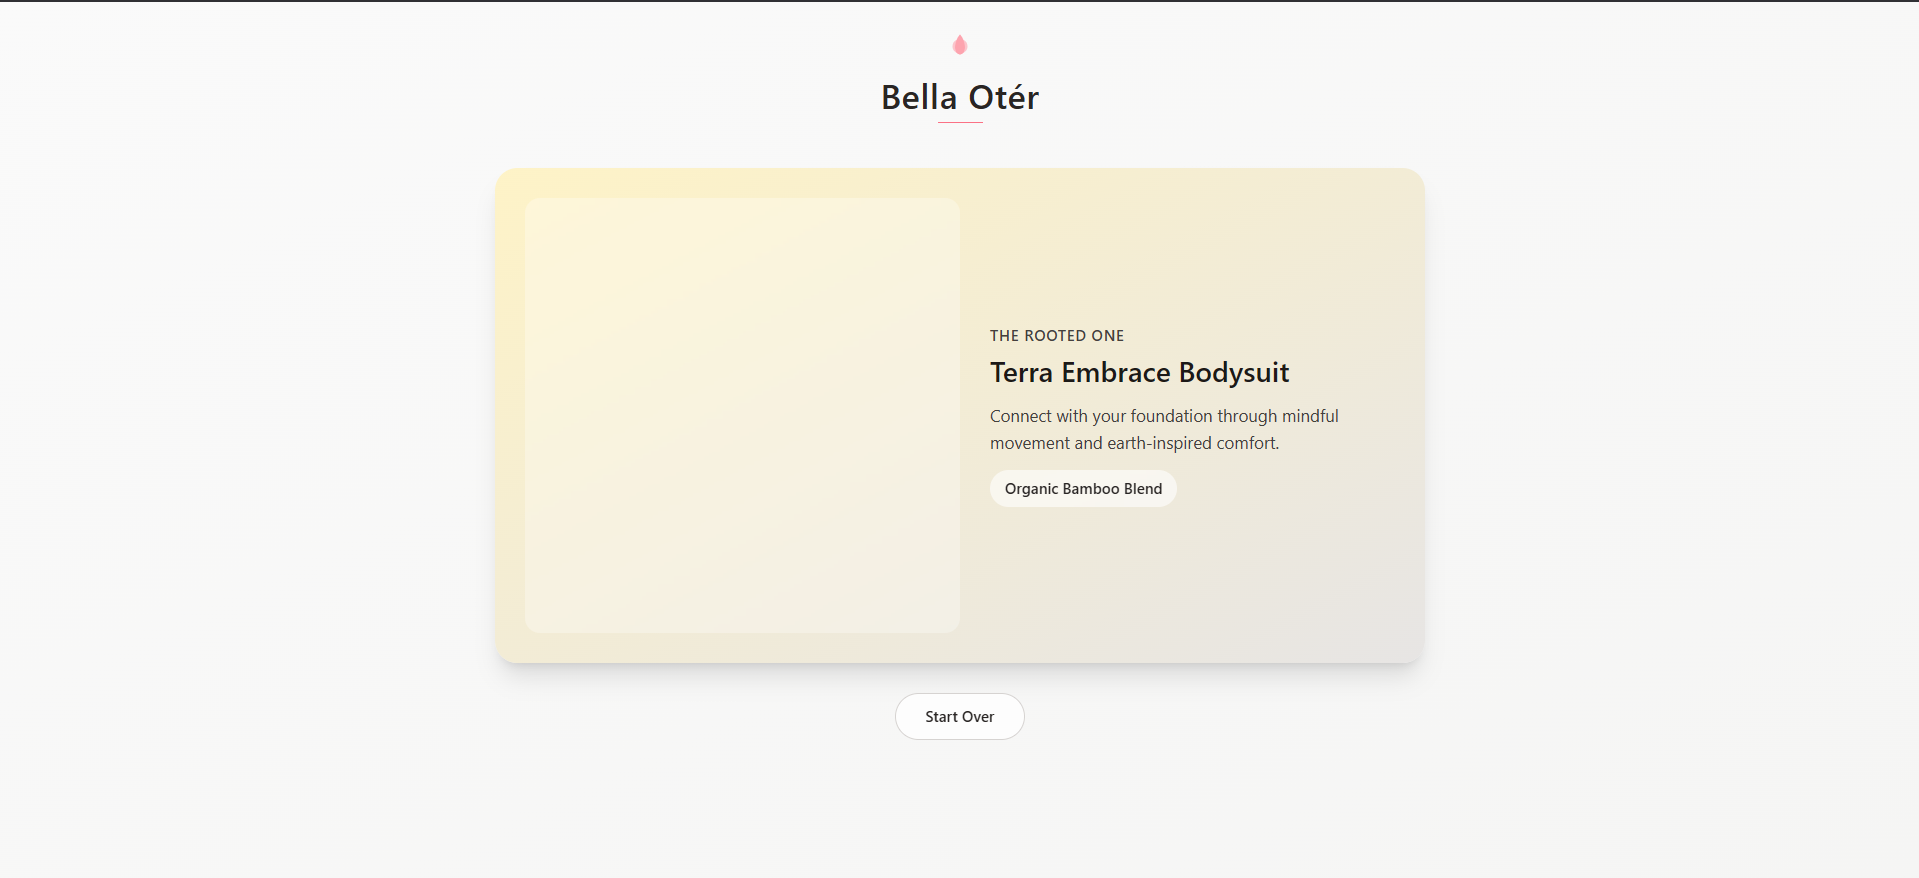 Bella Otér
THE ROOTED ONE
Terra Embrace Bodysuit
Connect with your foundation through mindful
movement and earth-inspired comfort.
Organic Bamboo Blend
Start Over